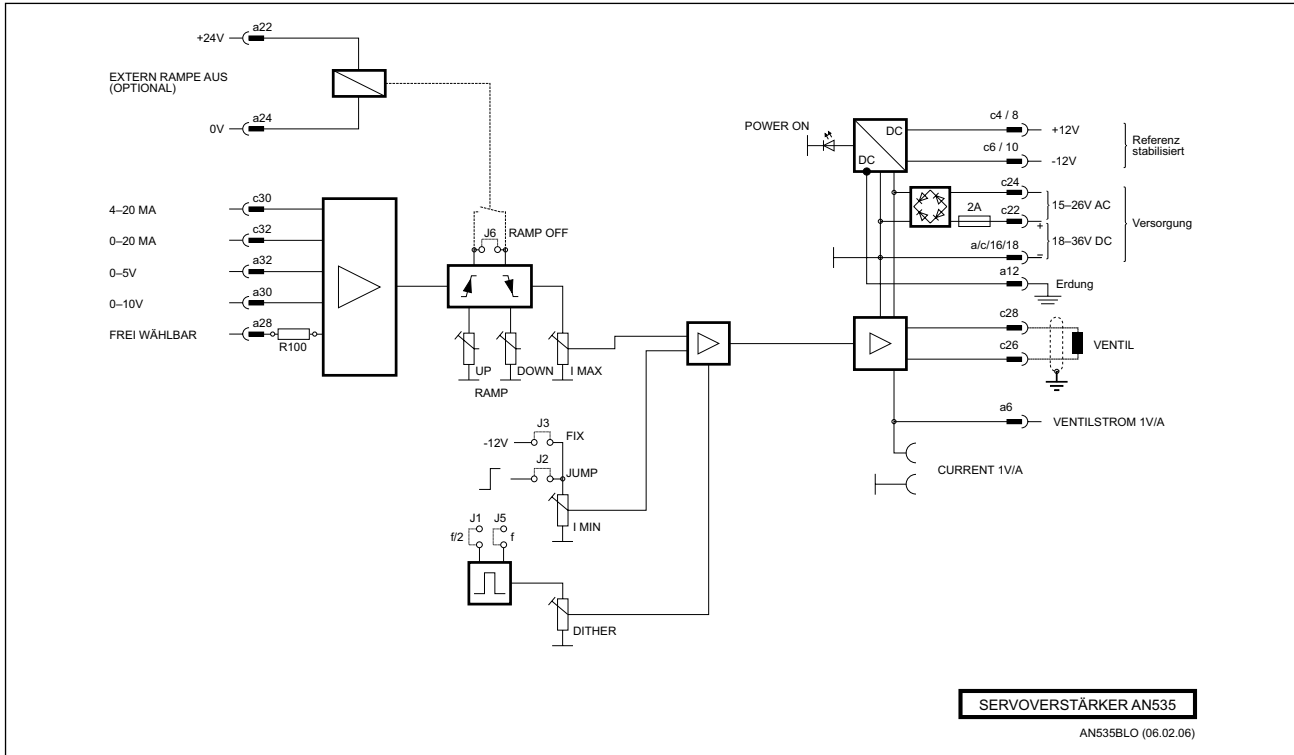 +24V
a22
EXTERN RAMPE AUS
(OPTIONAL)
0V
a24
4–20 MA
c30
0–20 MA
c32
0–5V
a32
0–10V
a30
FREI WÄHLBAR
a28
R100
J6
RAMP OFF
UP
DOWN
I MAX
RAMP
-12V
J3
FIX
J2
JUMP
I MIN
J1
J5
f/2
f
DITHER
POWER ON
DC
DC
c4 / 8
+12V
c6 / 10
-12V
Referenz
stabilisiert
c24
15–26V AC
2A
c22
+
18–36V DC
Versorgung
a/c/16/18
–
a12
Erdung
c28
VENTIL
c26
a6
VENTILSTROM 1V/A
CURRENT 1V/A
SERVOVERSTÄRKER AN535
AN535BLO (06.02.06)